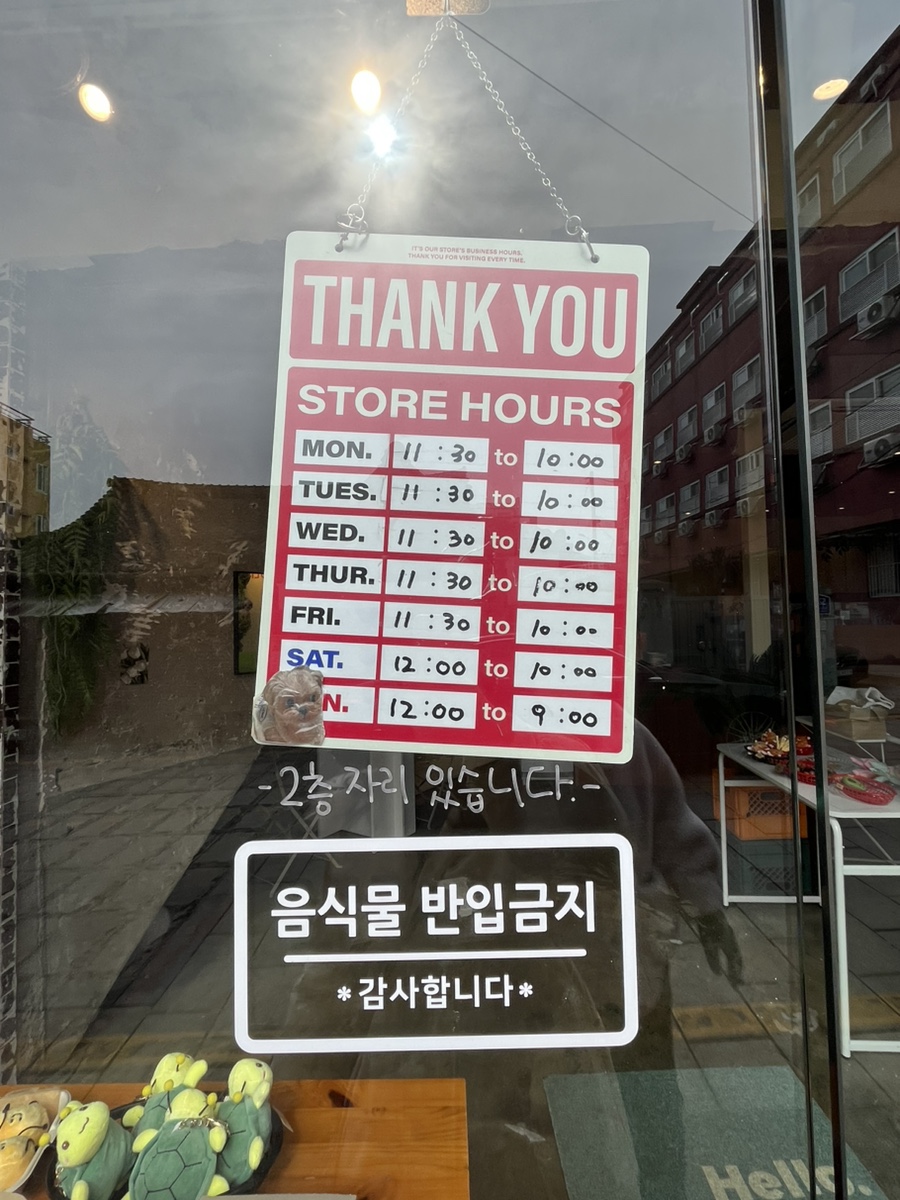 IT'S OUR STORE'S BUSINESS HOURS.
THANK YOU FOR VISITING EVERY TIME.
THANK YOU
STORE HOURS
MON. 11:30 to 10:00
TUES. 11:30 to 10:00
WED. 11:30 to 10:00
THUR. 11:30 to 10:00
FRI. 11:30 to 10:00
SAT. 12:00 to 10:00
N. 12:00 to 9:00
-2층 자리 있습니다.-
음식물 반입금지
*감사합니다*
Hello.